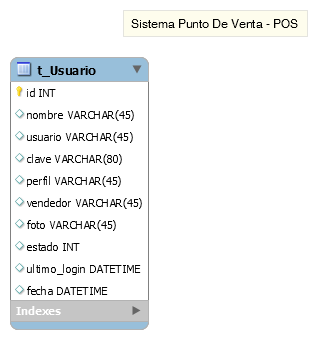 Sistema Punto De Venta - POS
t_Usuario
id INT
nombre VARCHAR(45)
usuario VARCHAR(45)
clave VARCHAR(80)
perfil VARCHAR(45)
vendedor VARCHAR(45)
foto VARCHAR(45)
estado INT
ultimo_login DATETIME
fecha DATETIME
Indexes